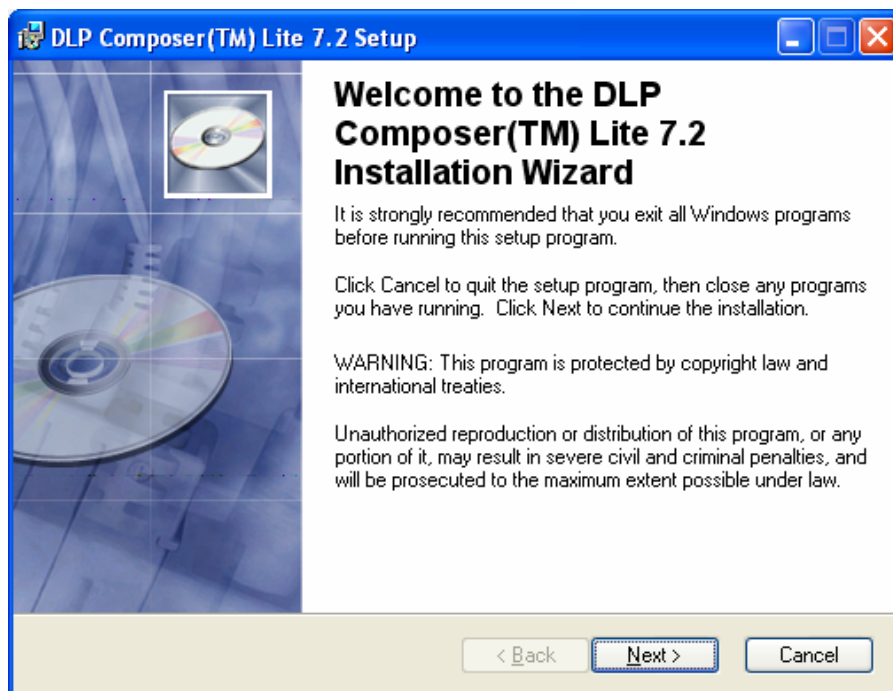 DLP Composer(TM) Lite 7.2 Setup
Welcome to the DLP
Composer(TM) Lite 7.2
Installation Wizard
It is strongly recommended that you exit all Windows programs
before running this setup program.
Click Cancel to quit the setup program, then close any programs
you have running.  Click Next to continue the installation.
WARNING: This program is protected by copyright law and
international treaties.
Unauthorized reproduction or distribution of this program, or any
portion of it, may result in severe civil and criminal penalties, and
will be prosecuted to the maximum extent possible under law.
< Back
Next >
Cancel